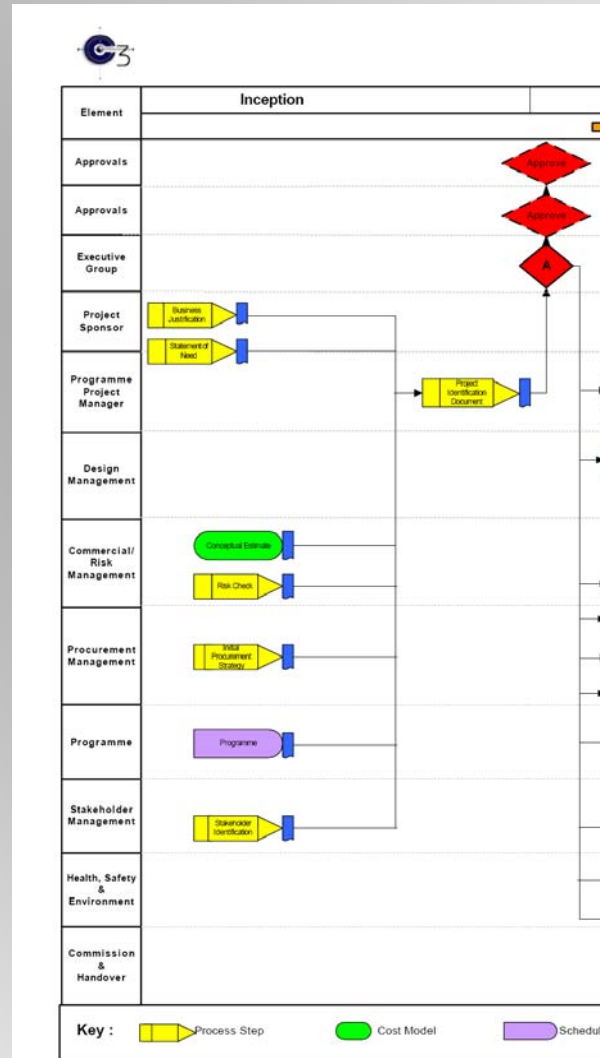 C3
Element
Inception
Approvals
Approve
Approvals
Approve
Executive
Group
A
Project
Sponsor
Business
Justification
Statement of
Need
Programme
Project
Manager
Project
Identification
Document
Design
Management
Commercial/
Risk
Management
Conceptual Estimate
Risk Check
Procurement
Management
Initial
Procurement
Strategy
Programme
Programme
Stakeholder
Management
Stakeholder
Identification
Health, Safety
&
Environment
Commission
&
Handover
Key : Process Step Cost Model Schedul